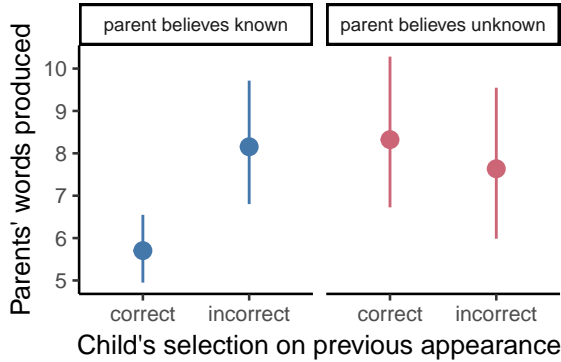 parent believes known
parent believes unknown
Parents' words produced
10
9
8
7
6
5
correct
incorrect
correct
incorrect
Child's selection on previous appearance